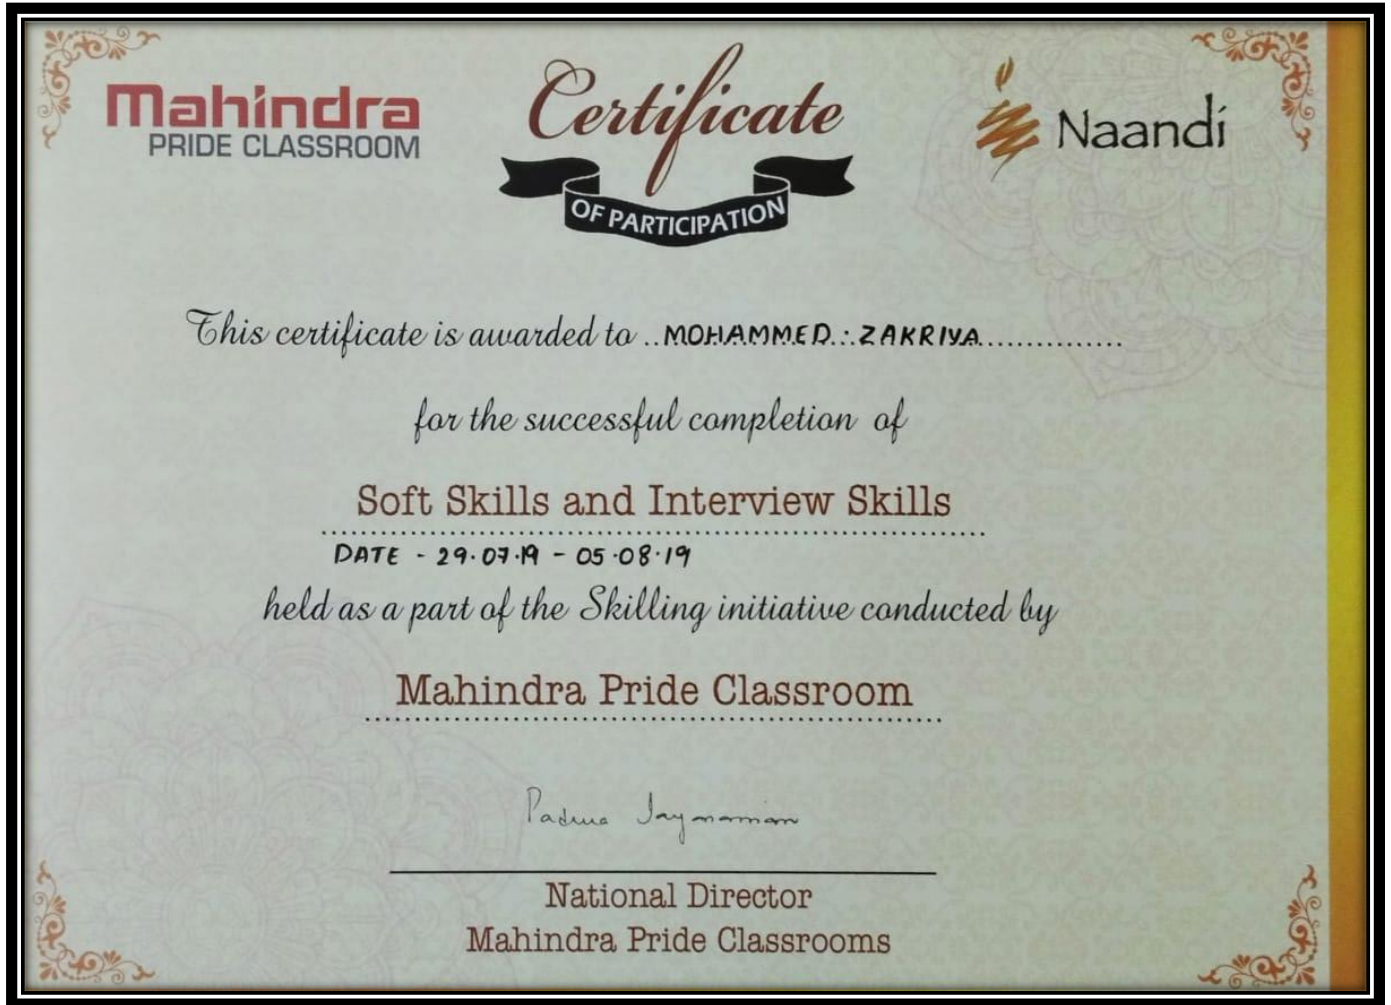 Mahindra
PRIDE CLASSROOM
Certificate
OF PARTICIPATION
Naandi
This certificate is awarded to ..MOHAMMED.:.ZAKRIYA...............
for the successful completion of
Soft Skills and Interview Skills
DATE - 29.07.19 - 05.08.19
held as a part of the Skilling initiative conducted by
Mahindra Pride Classroom
Padma Jaynaman
National Director
Mahindra Pride Classrooms